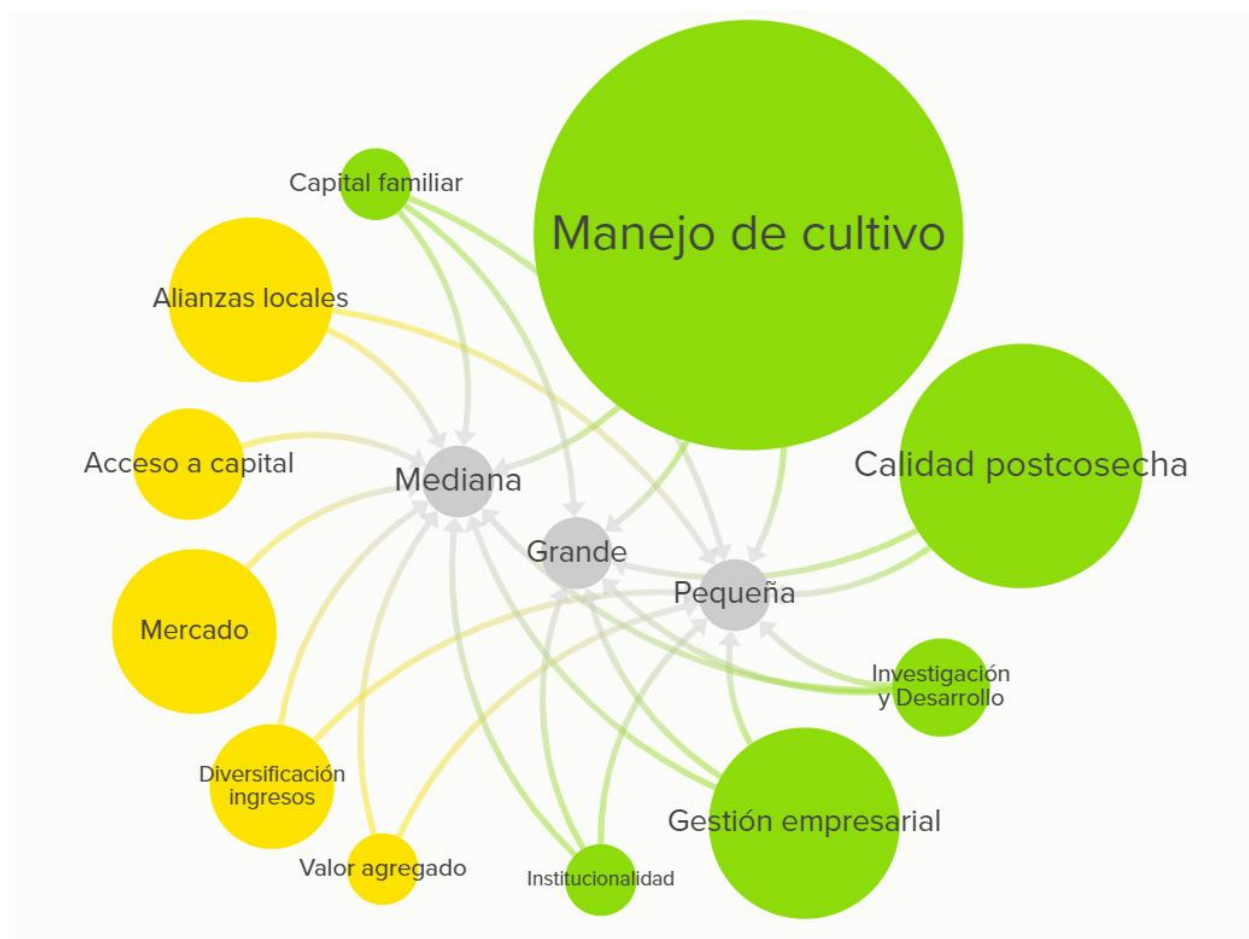 Capital familiar
Manejo de cultivo
Alianzas locales
Acceso a capital
Mediana
Calidad postcosecha
Grande
Pequeña
Mercado
Investigación
y Desarrollo
Diversificación
ingresos
Gestión empresarial
Valor agregado
Institucionalidad